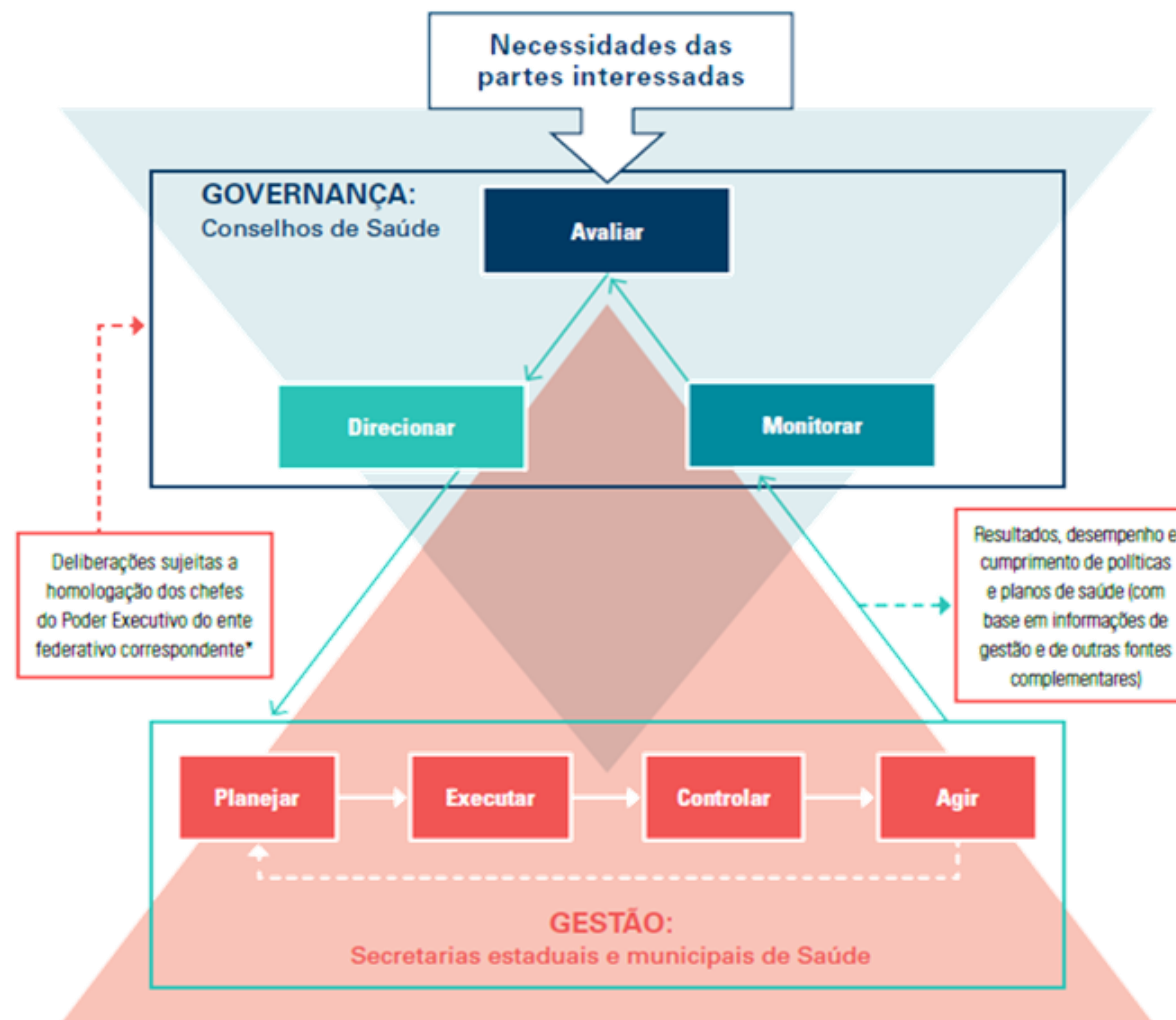 Necessidades das
partes interessadas
GOVERNANÇA:
Conselhos de Saúde
Avaliar
Direcionar
Monitorar
Deliberações sujeitas a
homologação dos chefes
do Poder Executivo do ente
federativo correspondente*
Resultados, desempenho e
cumprimento de políticas
e planos de saúde (com
base em informações de
gestão e de outras fontes
complementares)
Planejar
Executar
Controlar
Agir
GESTÃO:
Secretarias estaduais e municipais de Saúde